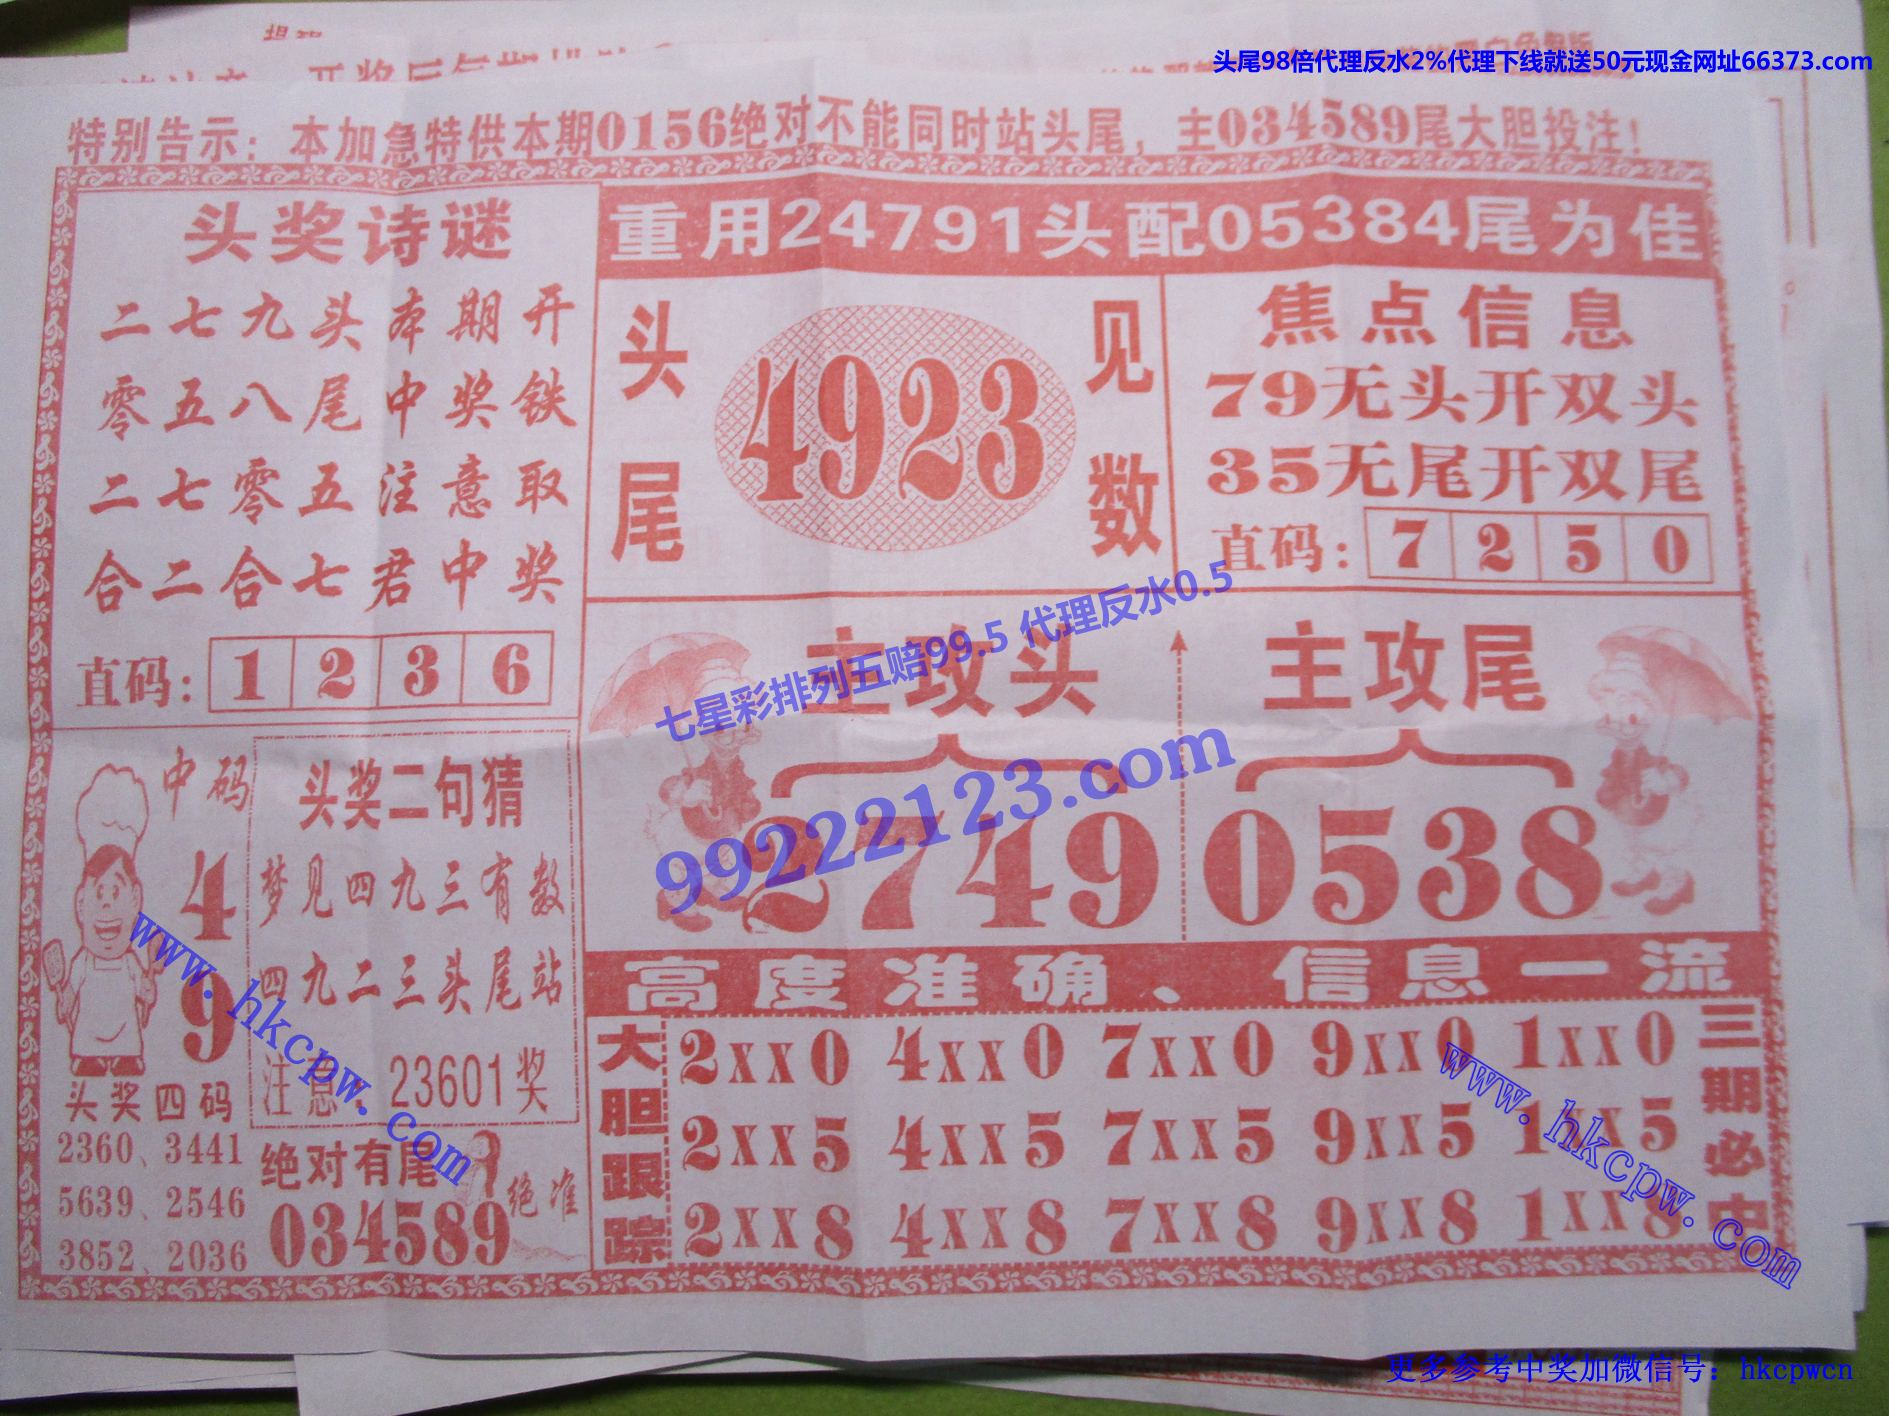 头尾98倍代理反水2%代理下线就送50元现金网址66373.com
特别告示：本加急特供本期0156绝对不能同时站头尾，主034589尾大胆投注！
头奖诗谜
二七九头本期开
零五八尾中奖铁
二七零五注意取
合二合七君中奖
直码：1 2 3 6
重用24791头配05384尾为佳
头尾
4923
见数
焦点信息
79无头开双头
35无尾开双尾
直码：7 2 5 0
主攻头
2749
主攻尾
0538
七星彩排列五赔99.5 代理反水0.5
99222123.com
中码
4
9
头奖四码
2360、3441
5639、2546
3852、2036
头奖二句猜
梦见四九三有数
四九二三头尾站
注意：23601奖
绝对有尾
034589
绝准
高度准确、信息一流
大胆跟踪
2XX0 4XX0 7XX0 9XX0 1XX0
2XX5 4XX5 7XX5 9XX5 1XX5
2XX8 4XX8 7XX8 9XX8 1XX8
三期必中
www.hkcpw.com
www.hkcpw.com
更多参考中奖加微信号：hkcpwcn